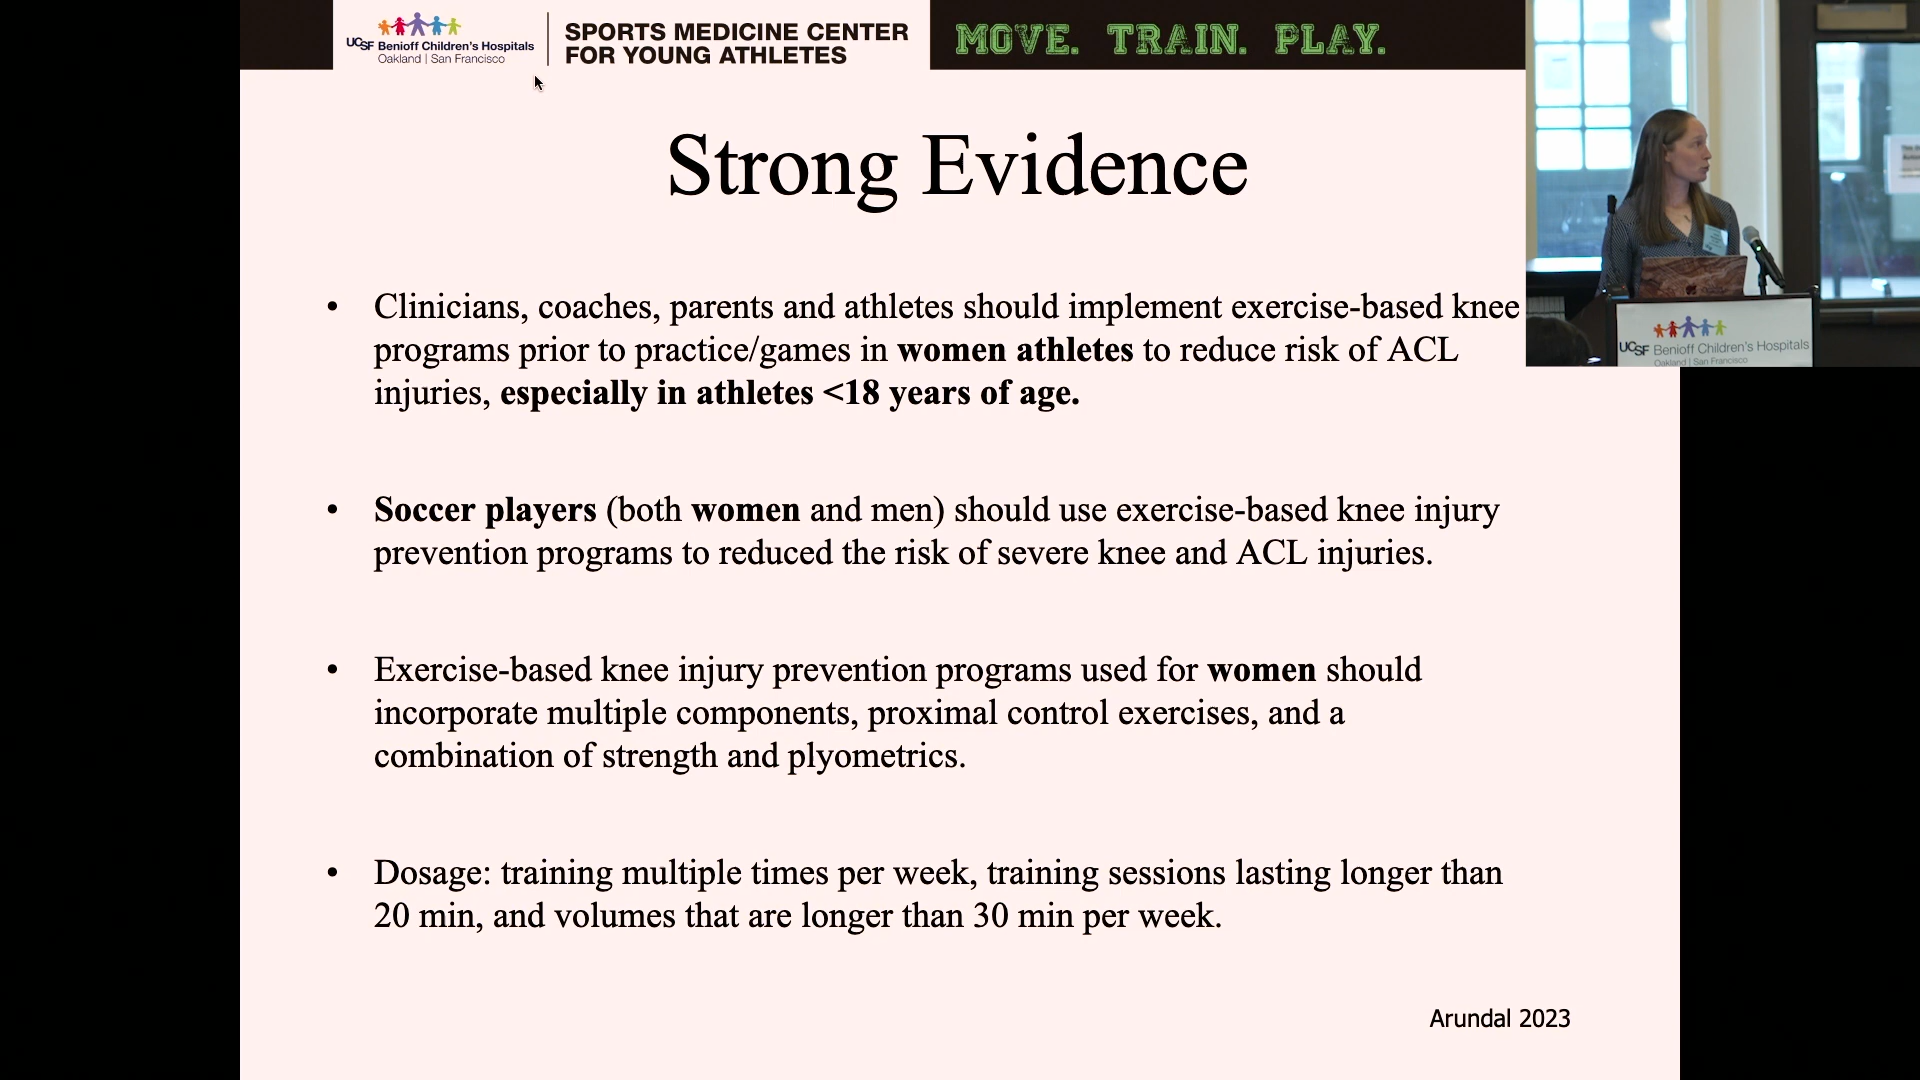 UCSF Benioff Children's Hospitals
Oakland | San Francisco
SPORTS MEDICINE CENTER
FOR YOUNG ATHLETES
MOVE. TRAIN. PLAY.
Strong Evidence
• Clinicians, coaches, parents and athletes should implement exercise-based knee
programs prior to practice/games in women athletes to reduce risk of ACL
injuries, especially in athletes <18 years of age.
• Soccer players (both women and men) should use exercise-based knee injury
prevention programs to reduced the risk of severe knee and ACL injuries.
• Exercise-based knee injury prevention programs used for women should
incorporate multiple components, proximal control exercises, and a
combination of strength and plyometrics.
• Dosage: training multiple times per week, training sessions lasting longer than
20 min, and volumes that are longer than 30 min per week.
Arundal 2023
UCSF Benioff Children's Hospitals
Oakland | San Francisco